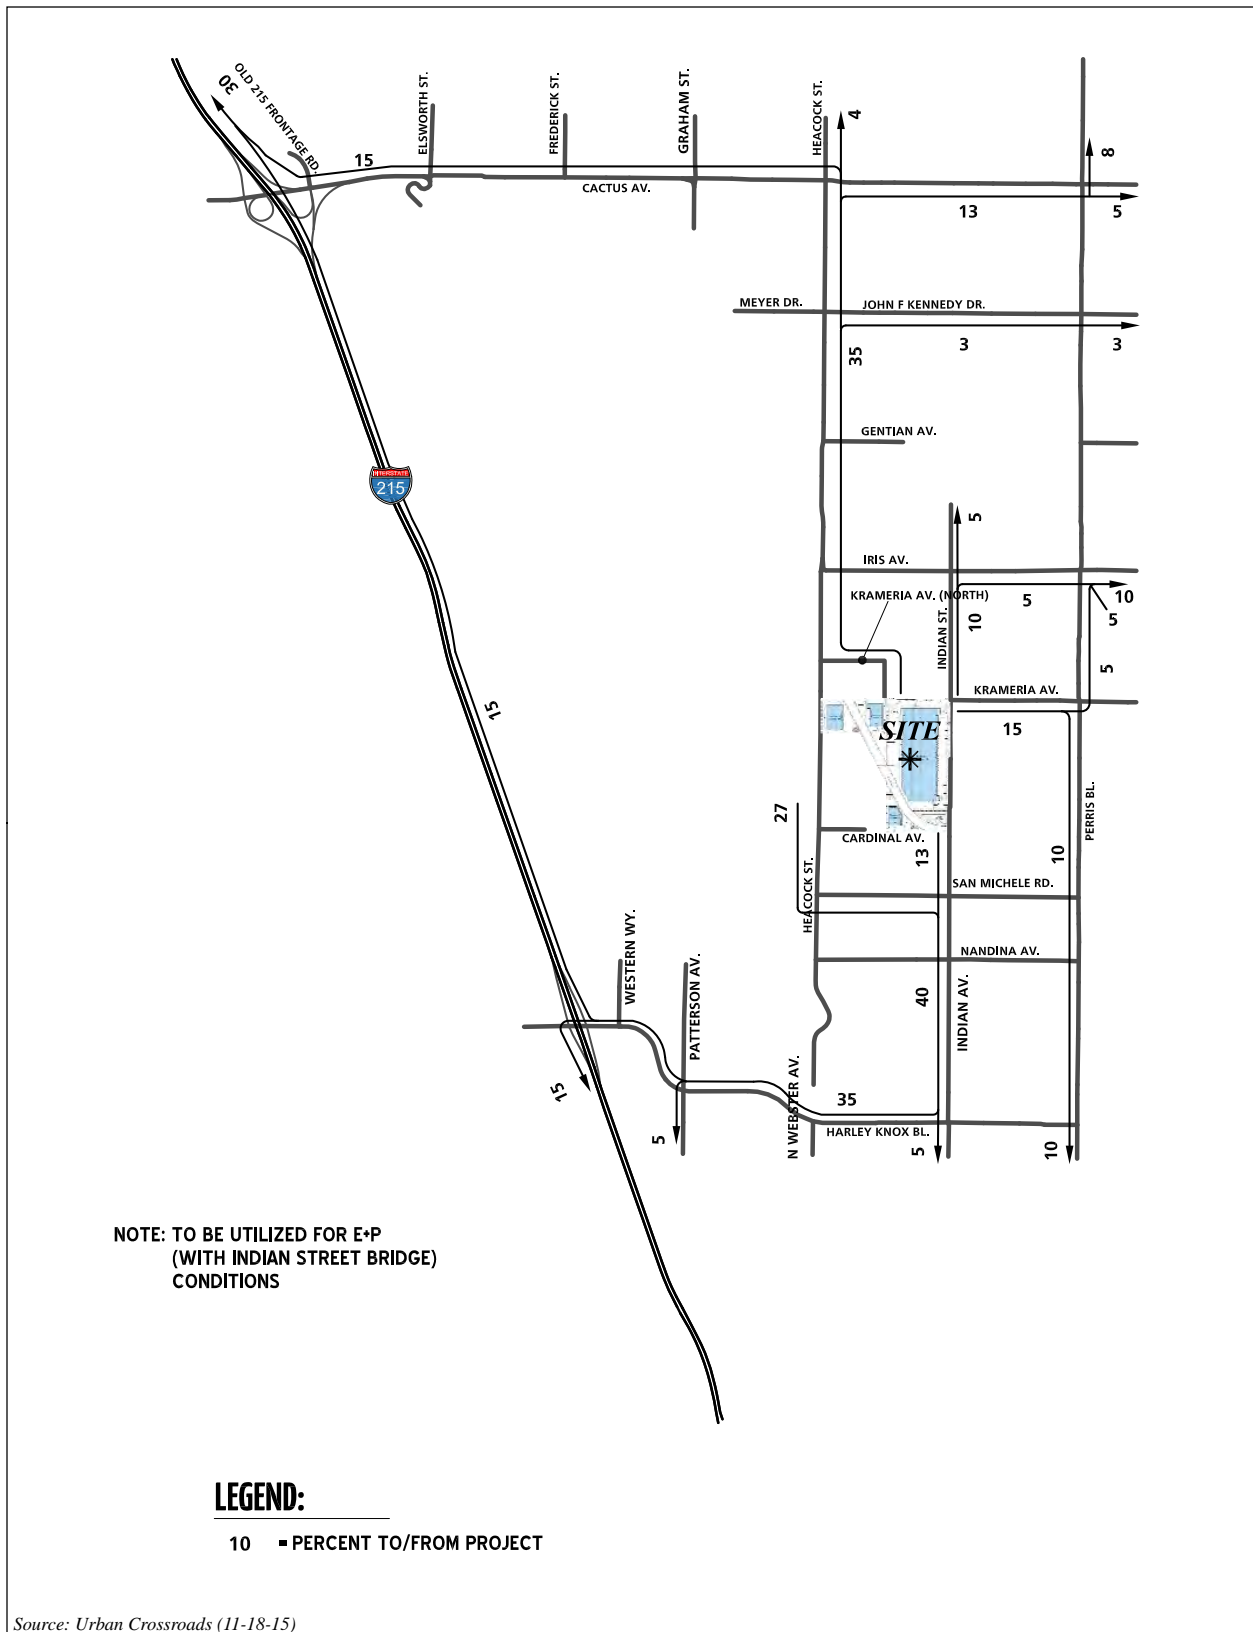 30
OLD 215 FRONTAGE RD.
ELSWORTH ST.
FREDERICK ST.
GRAHAM ST.
HEACOCK ST.
4
8
15
CACTUS AV.
13
5
MEYER DR.
JOHN F KENNEDY DR.
35
3
3
GENTIAN AV.
INTERSTATE
215
5
IRIS AV.
KRAMERIA AV. (NORTH)
INDIAN ST.
10
5
10
5
5
KRAMERIA AV.
15
SITE
15
27
PERRIS BL.
CARDINAL AV.
13
10
SAN MICHELE RD.
HEACOCK ST.
NANDINA AV.
WESTERN WY.
PATTERSON AV.
40
INDIAN AV.
15
N WEBSTER AV.
35
HARLEY KNOX BL.
5
5
10
NOTE: TO BE UTILIZED FOR E+P
(WITH INDIAN STREET BRIDGE)
CONDITIONS
LEGEND:
10 = PERCENT TO/FROM PROJECT
Source: Urban Crossroads (11-18-15)